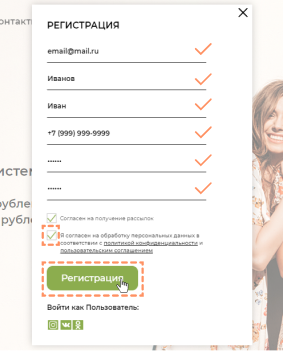 онтакт
РЕГИСТРАЦИЯ
email@mail.ru
Иванов
Иван
+7 (999) 999-9999
••••••
••••••
Согласен на получение рассылок
Я согласен на обработку персональных данных в
соответствии с политикой конфиденциальности и
пользовательским соглашением
истем
рубле
рубле
Регистрация
Войти как Пользователь: